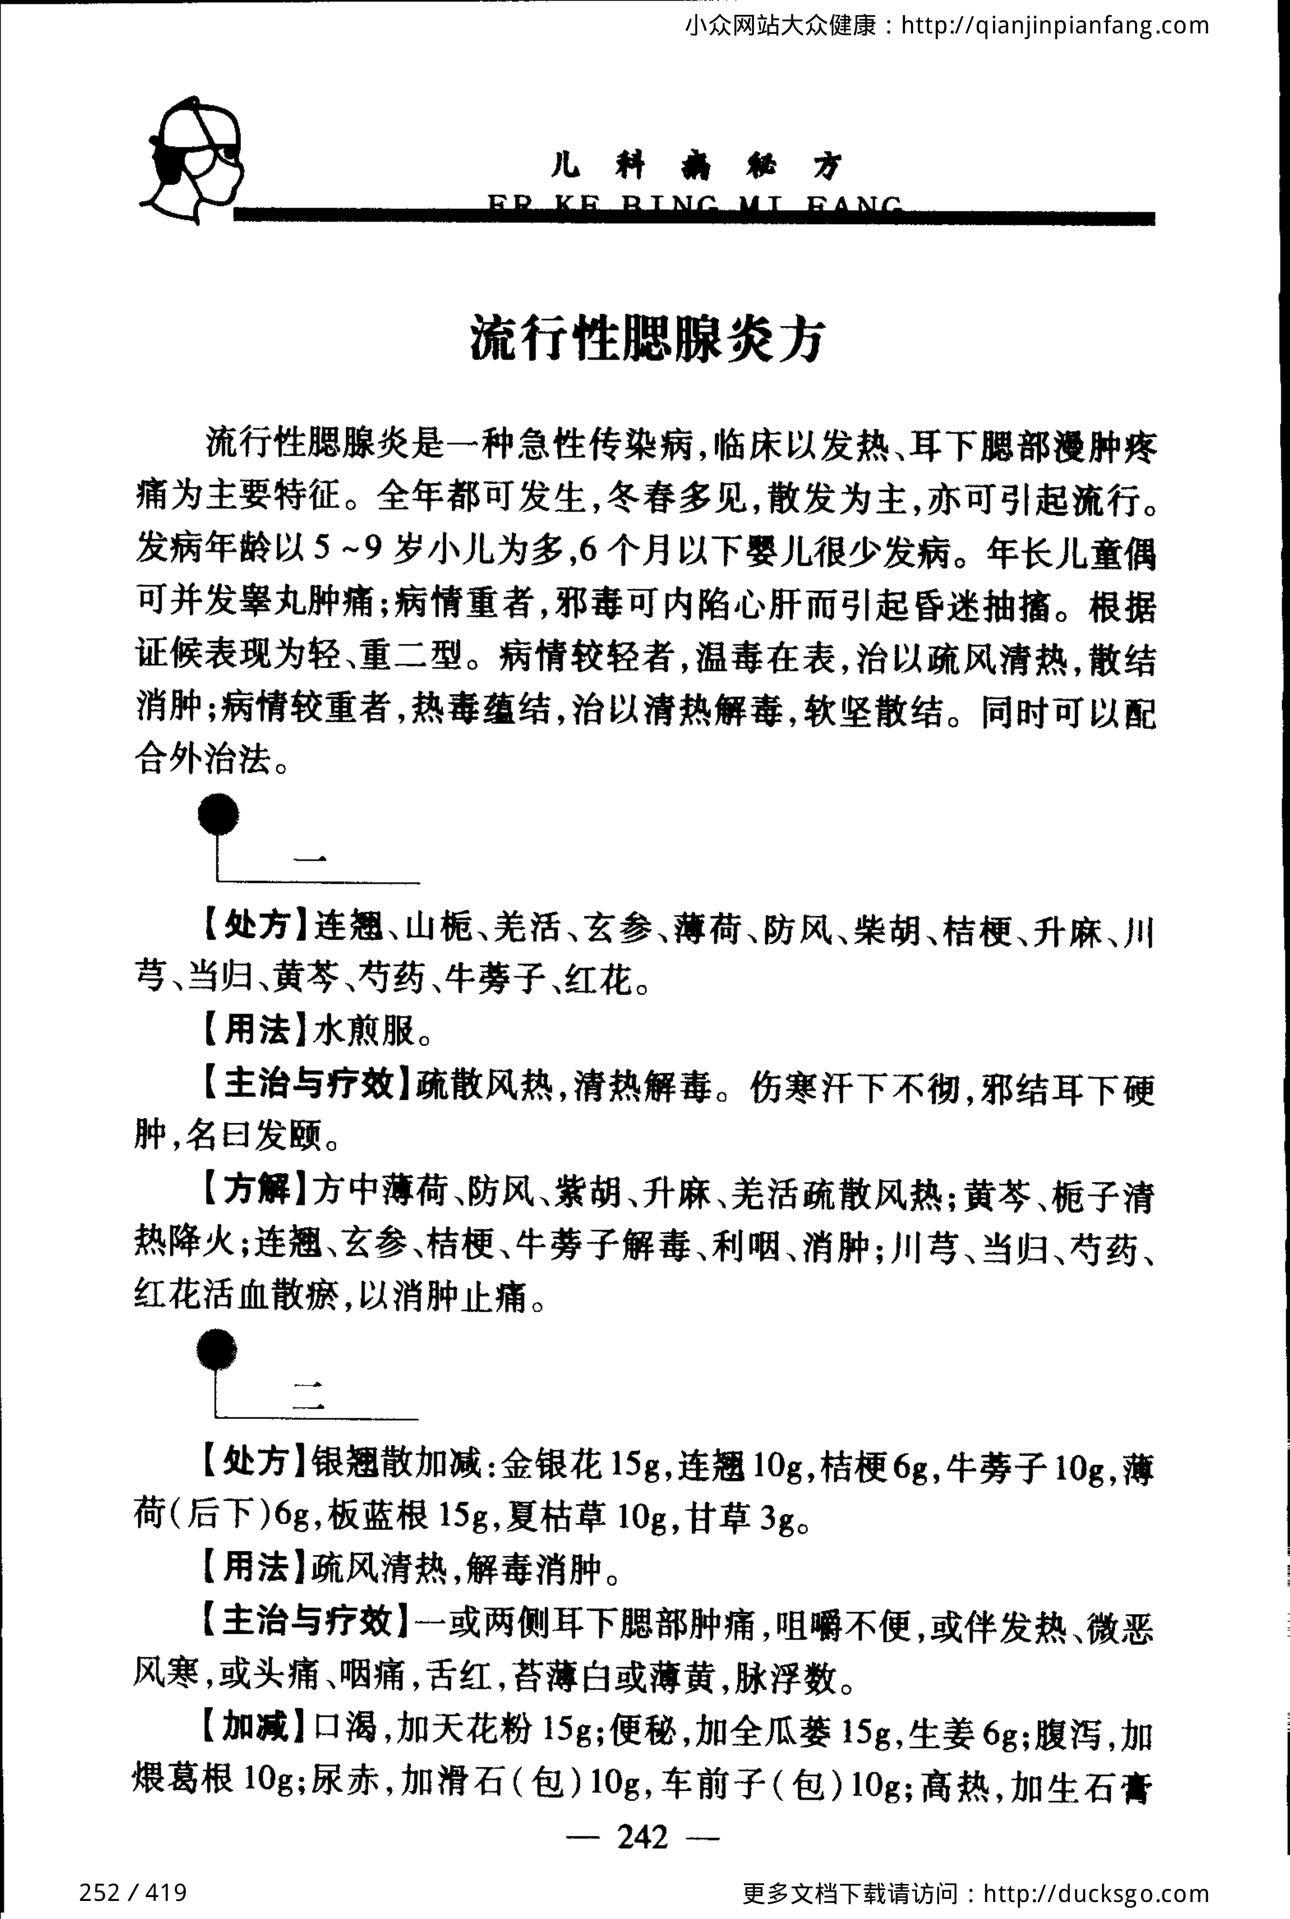 小众网站大众健康：http://qianjinpianfang.com
儿科病秘方
ER KE BING MI FANG
流行性腮腺炎方
流行性腮腺炎是一种急性传染病,临床以发热、耳下腮部漫肿疼
痛为主要特征。全年都可发生,冬春多见,散发为主,亦可引起流行。
发病年龄以5~9岁小儿为多,6个月以下婴儿很少发病。年长儿童偶
可并发睾丸肿痛;病情重者,邪毒可内陷心肝而引起昏迷抽搐。根据
证候表现为轻、重二型。病情较轻者,温毒在表,治以疏风清热,散结
消肿;病情较重者,热毒蕴结,治以清热解毒,软坚散结。同时可以配
合外治法。
一
【处方】连翘、山栀、羌活、玄参、薄荷、防风、柴胡、桔梗、升麻、川
芎、当归、黄芩、芍药、牛蒡子、红花。
【用法】水煎服。
【主治与疗效】疏散风热,清热解毒。伤寒汗下不彻,邪结耳下硬
肿,名曰发颐。
【方解】方中薄荷、防风、紫胡、升麻、羌活疏散风热;黄芩、栀子清
热降火;连翘、玄参、桔梗、牛蒡子解毒、利咽、消肿;川芎、当归、芍药、
红花活血散瘀,以消肿止痛。
二
【处方】银翘散加减:金银花15g,连翘10g,桔梗6g,牛蒡子10g,薄
荷(后下)6g,板蓝根15g,夏枯草10g,甘草3g。
【用法】疏风清热,解毒消肿。
【主治与疗效】一或两侧耳下腮部肿痛,咀嚼不便,或伴发热、微恶
风寒,或头痛、咽痛,舌红,苔薄白或薄黄,脉浮数。
【加减】口渴,加天花粉15g;便秘,加全瓜蒌15g,生姜6g;腹泻,加
煨葛根10g;尿赤,加滑石(包)10g,车前子(包)10g;高热,加生石膏
— 242 —
252 / 419
更多文档下载请访问：http://ducksgo.com